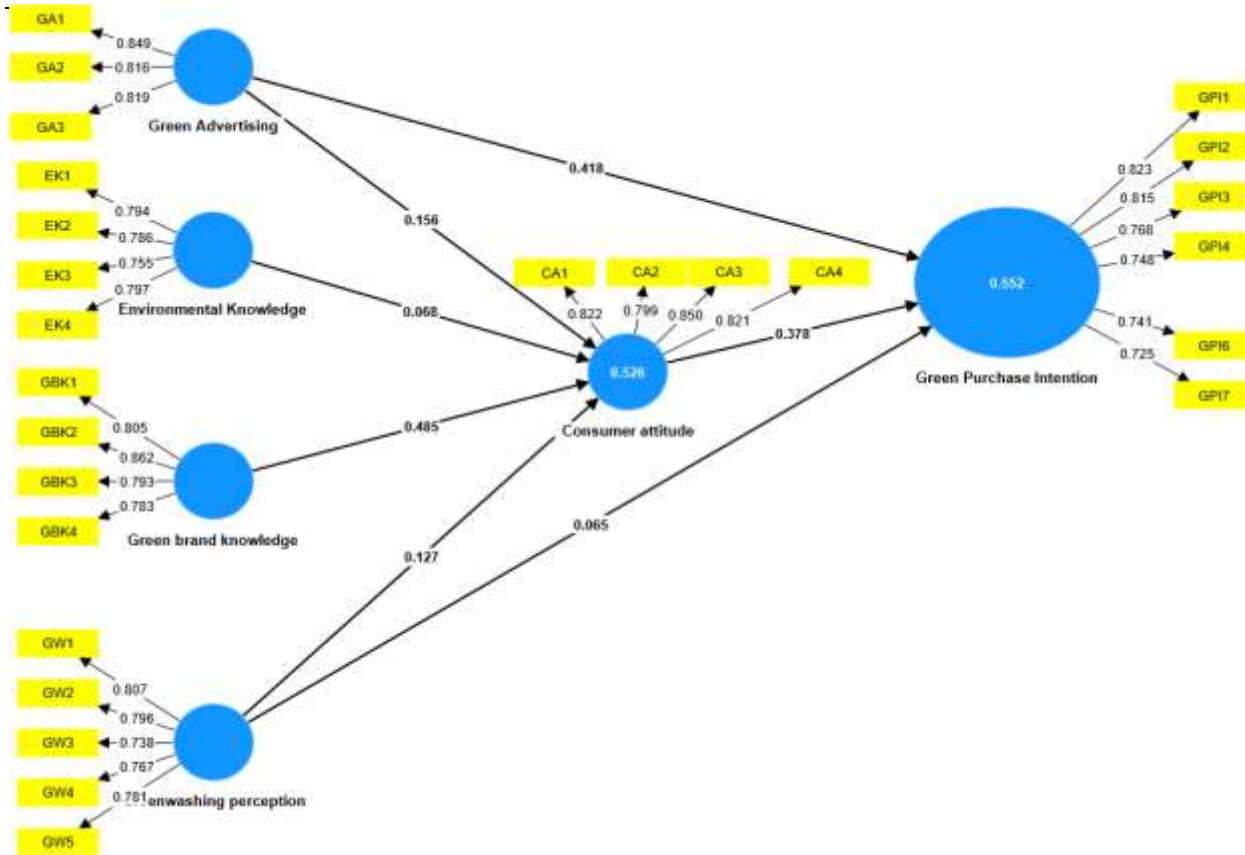 GA1
0.849
GA2
0.816
GA3
0.819
Green Advertising
EK1
0.794
EK2
0.786
EK3
0.755
EK4
0.797
Environmental Knowledge
GBK1
0.805
GBK2
0.862
GBK3
0.793
GBK4
0.783
Green brand knowledge
GW1
0.807
GW2
0.796
GW3
0.738
GW4
0.767
GW5
0.781
enwashing perception
0.418
0.156
0.068
0.485
0.127
0.065
0.378
CA1
CA2
CA3
CA4
0.822
0.799
0.850
0.821
0.526
Consumer attitude
0.552
Green Purchase Intention
GPI1
0.823
GPI2
0.815
GPI3
0.768
GPI4
0.748
GPI6
0.741
GPI7
0.725